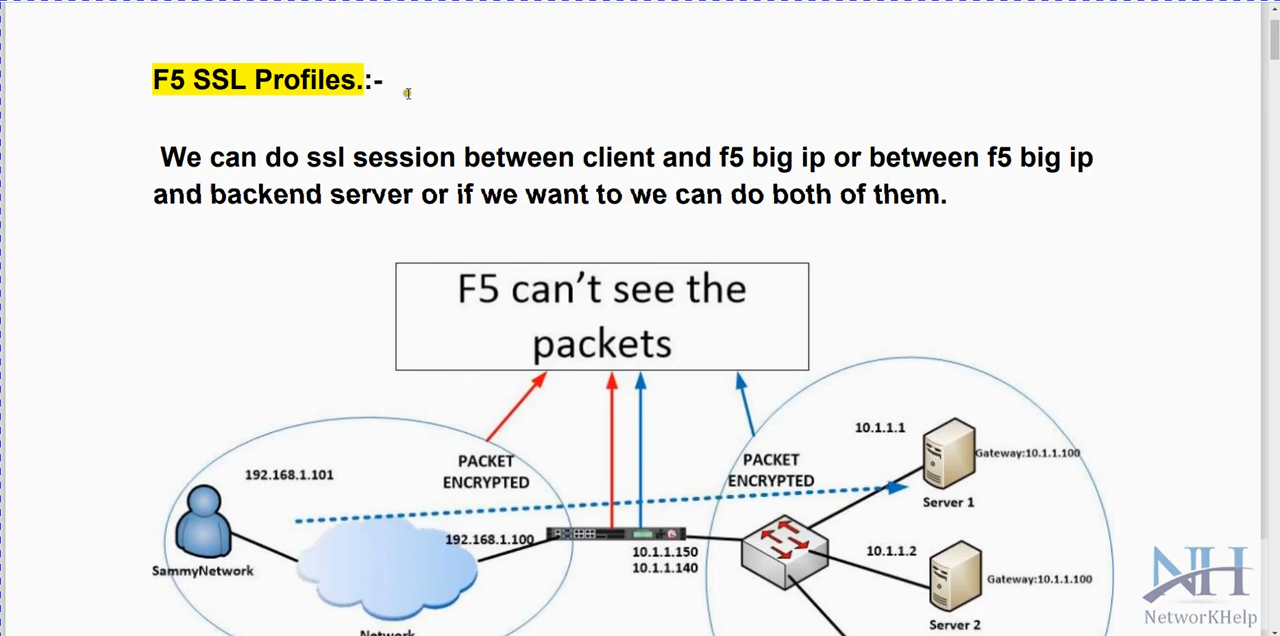 F5 SSL Profiles.:-
We can do ssl session between client and f5 big ip or between f5 big ip
and backend server or if we want to we can do both of them.
F5 can't see the
packets
10.1.1.1
PACKET
ENCRYPTED
PACKET
ENCRYPTED
192.168.1.101
Gateway:10.1.1.100
Server 1
192.168.1.100
10.1.1.150
10.1.1.140
10.1.1.2
SammyNetwork
Gateway:10.1.1.100
Server 2
Network
NH
NetworKHelp